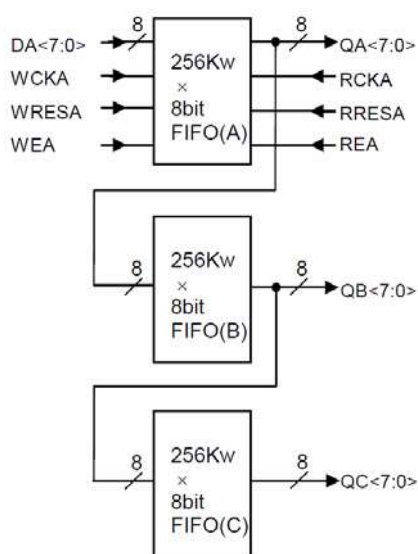 DA<7:0>
8
256Kw
8
QA<7:0>
WCKA
×
RCKA
WRESA
8bit
RRESA
WEA
FIFO(A)
REA
8
256Kw
8
QB<7:0>
×
8bit
FIFO(B)
8
256Kw
8
QC<7:0>
×
8bit
FIFO(C)